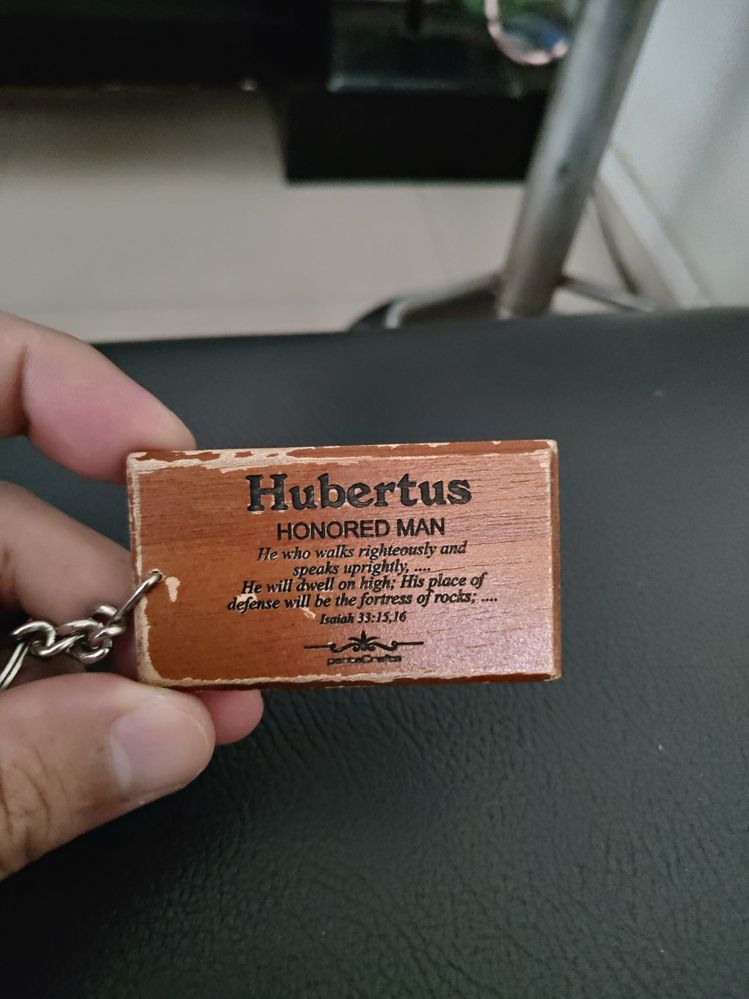 Hubertus
HONORED MAN
He who walks righteously and
speaks uprightly, ....
He will dwell on high; His place of
defense will be the fortress of rocks; ....
Isaiah 33:15,16
pentaCrafts